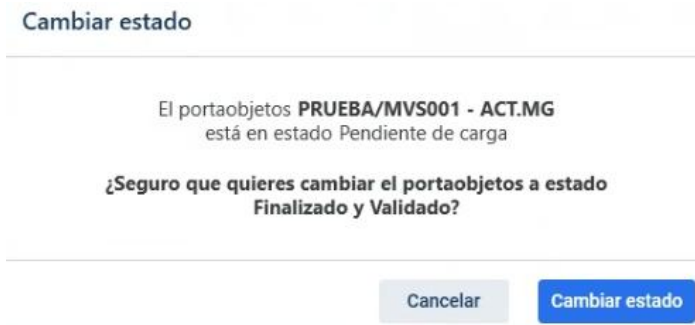 Cambiar estado
El portaobjetos PRUEBA/MVS001 - ACT.MG
está en estado Pendiente de carga
¿Seguro que quieres cambiar el portaobjetos a estado
Finalizado y Validado?
Cancelar
Cambiar estado